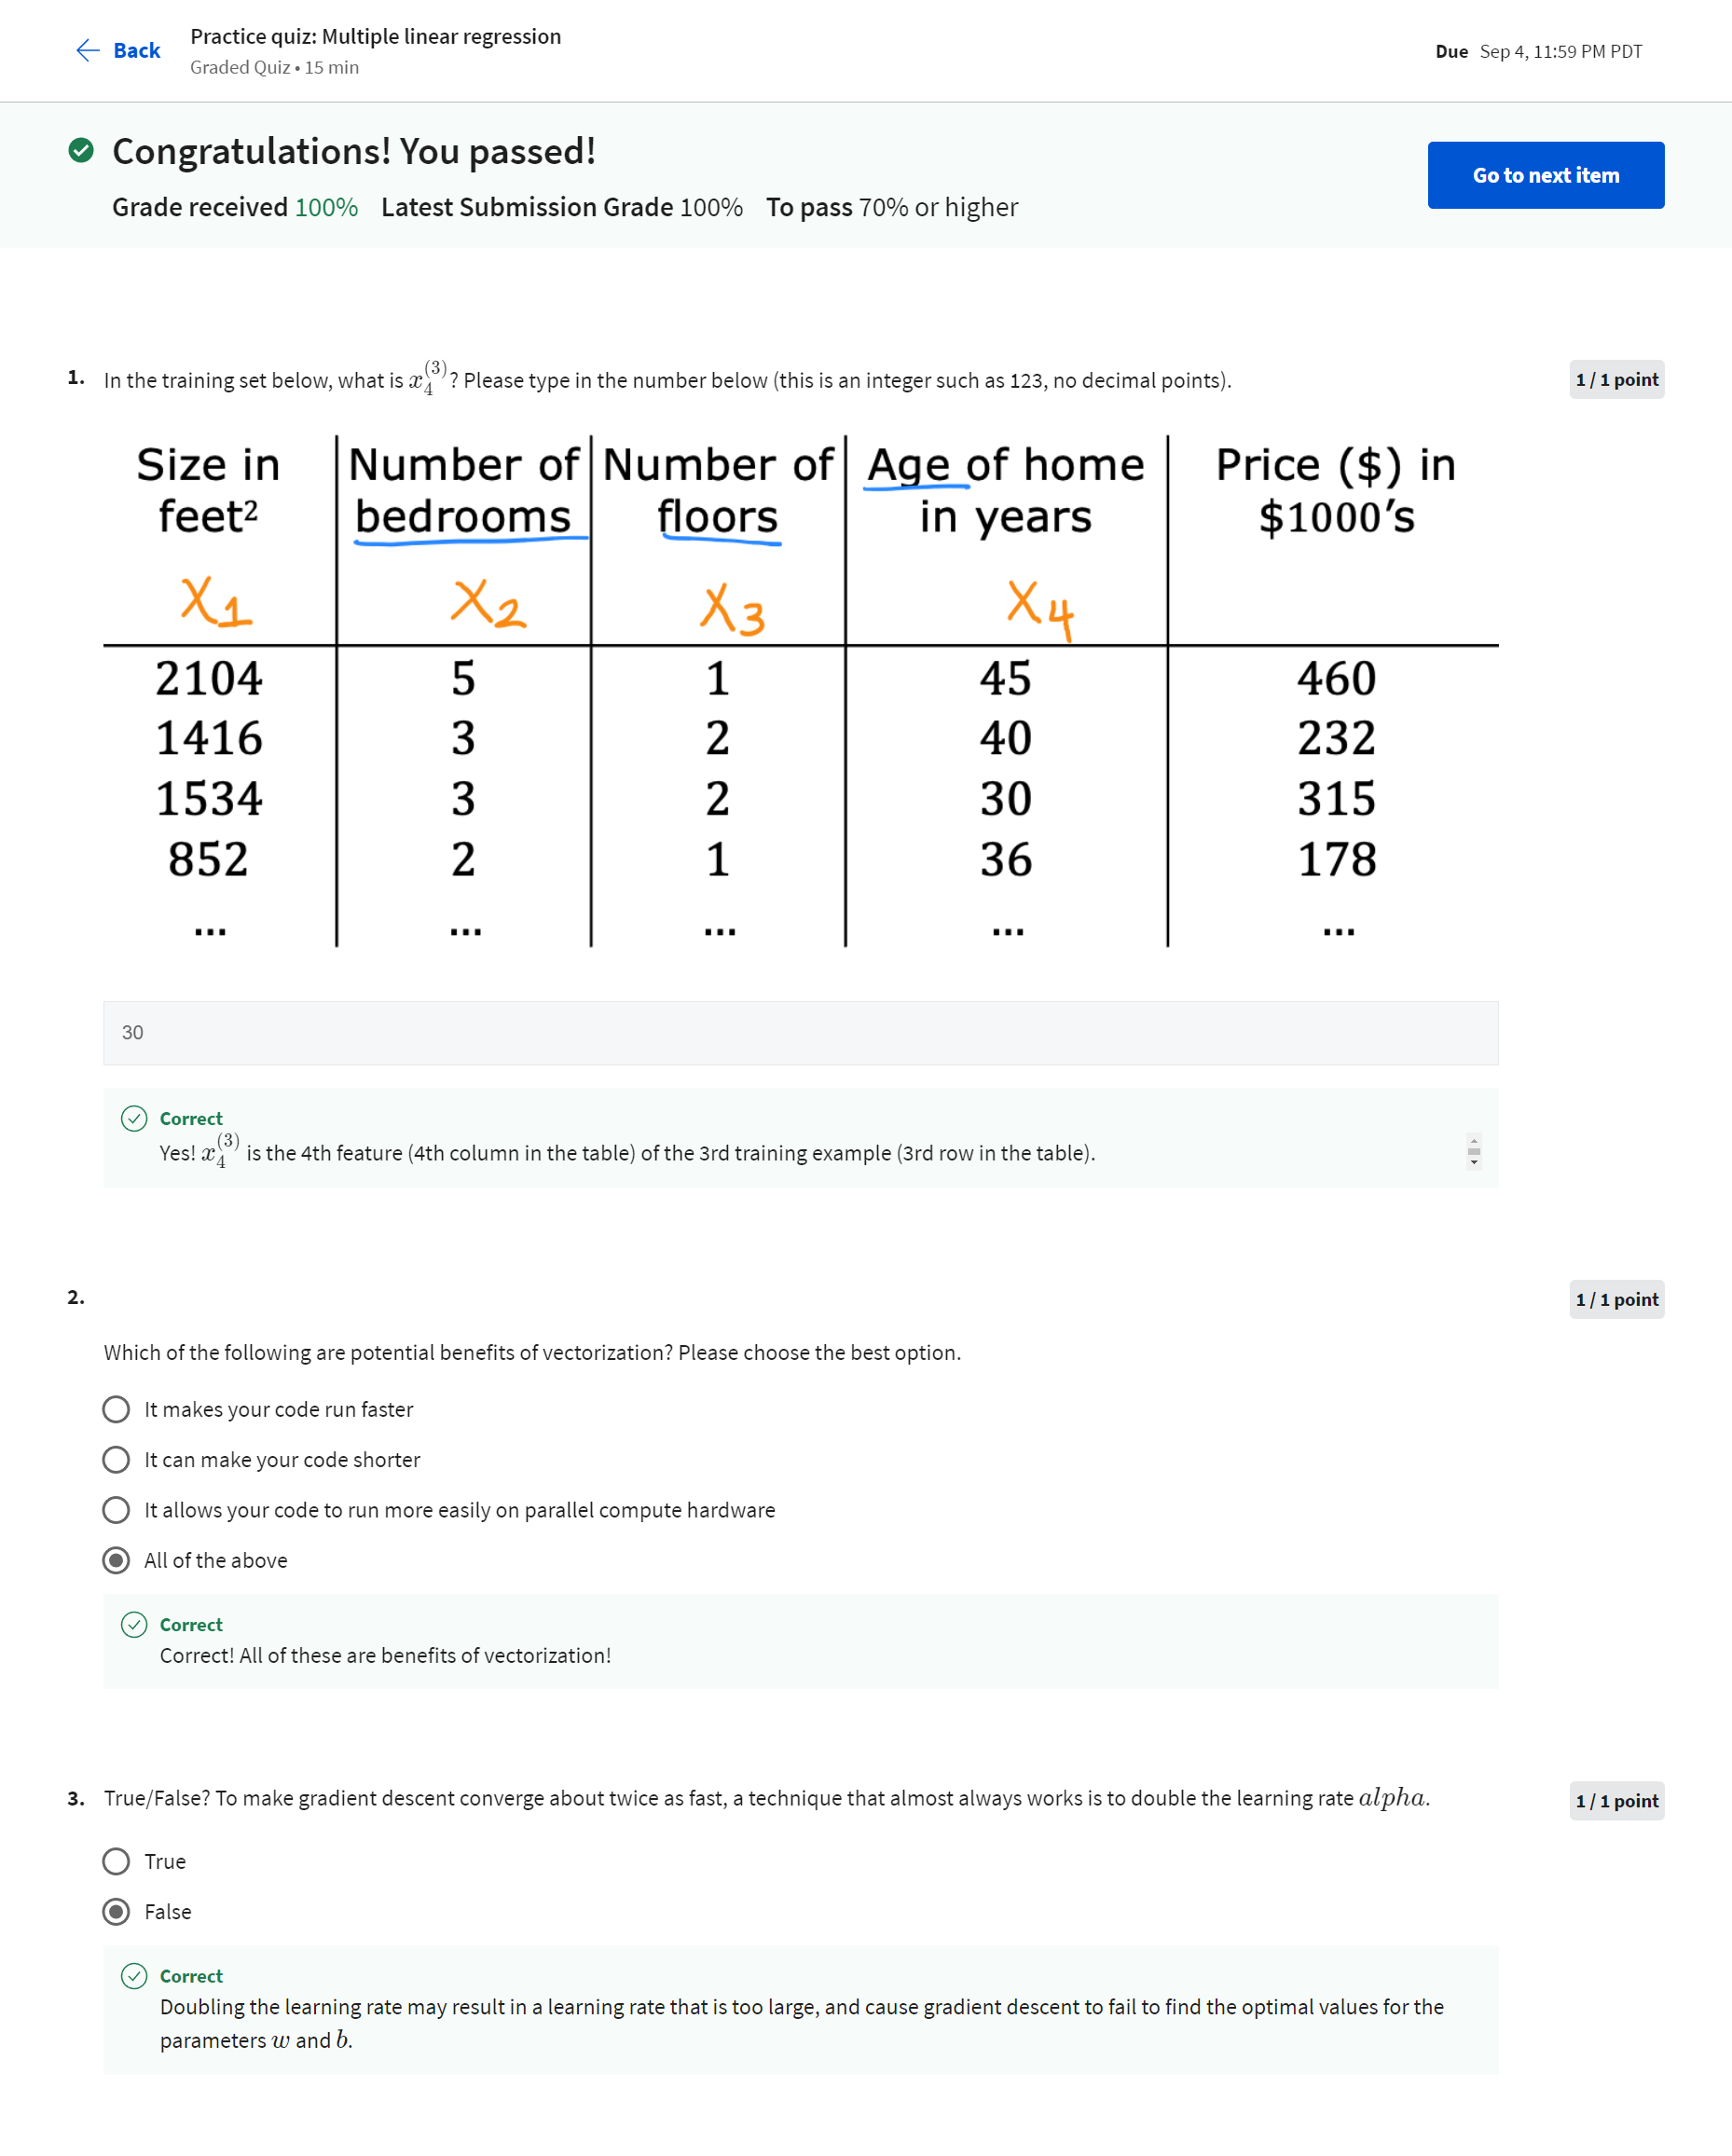 Back
Practice quiz: Multiple linear regression
Graded Quiz • 15 min
Due Sep 4, 11:59 PM PDT
Congratulations! You passed!
Grade received 100% Latest Submission Grade 100% To pass 70% or higher
Go to next item
1. In the training set below, what is x₄⁽³⁾? Please type in the number below (this is an integer such as 123, no decimal points).
1 / 1 point
Size in feet² Number of bedrooms Number of floors Age of home in years Price ($) in $1000’s
X1 X2 X3 X4
2104 5 1 45 460
1416 3 2 40 232
1534 3 2 30 315
852 2 1 36 178
... ... ... ... ...
30
Correct
Yes! x₄⁽³⁾ is the 4th feature (4th column in the table) of the 3rd training example (3rd row in the table).
2.
1 / 1 point
Which of the following are potential benefits of vectorization? Please choose the best option.
It makes your code run faster
It can make your code shorter
It allows your code to run more easily on parallel compute hardware
All of the above
Correct
Correct! All of these are benefits of vectorization!
3. True/False? To make gradient descent converge about twice as fast, a technique that almost always works is to double the learning rate alpha.
1 / 1 point
True
False
Correct
Doubling the learning rate may result in a learning rate that is too large, and cause gradient descent to fail to find the optimal values for the
parameters w and b.